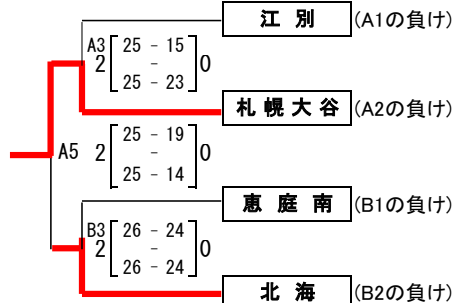 江 別 (A1の負け)
A3 25 - 15
2 - 0
25 - 23
札 幌 大 谷 (A2の負け)
25 - 19
A5 2 - 0
25 - 14
恵 庭 南 (B1の負け)
B3 26 - 24
2 - 0
26 - 24
北 海 (B2の負け)